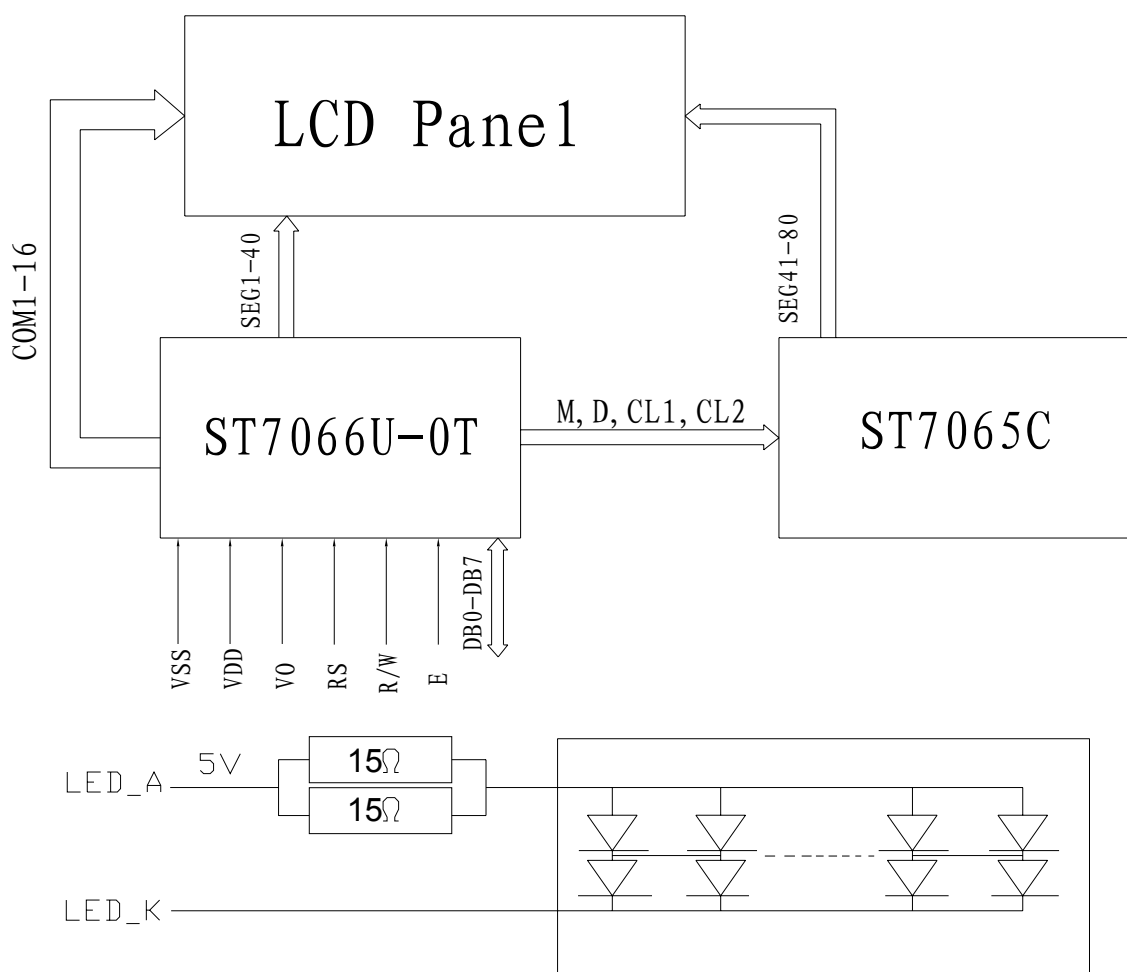 LCD Panel
COM1-16
SEG1-40
SEG41-80
ST7066U-0T
M, D, CL1, CL2
ST7065C
VSS
VDD
V0
RS
R/W
E
DB0-DB7
LED_A
5V
15Ω
15Ω
LED_K